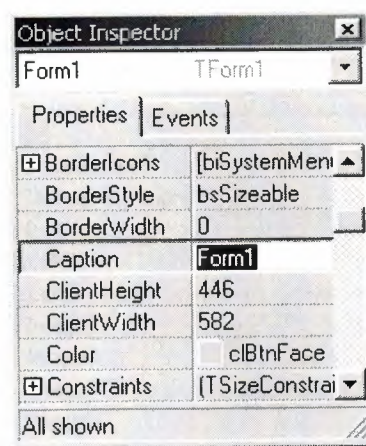 Object Inspector
Form1 TForm1
Properties Events
BorderIcons [biSystemMen
BorderStyle bsSizeable
BorderWidth 0
Caption Form1
ClientHeight 446
ClientWidth 582
Color clBtnFace
Constraints (TSizeConstrai
All shown